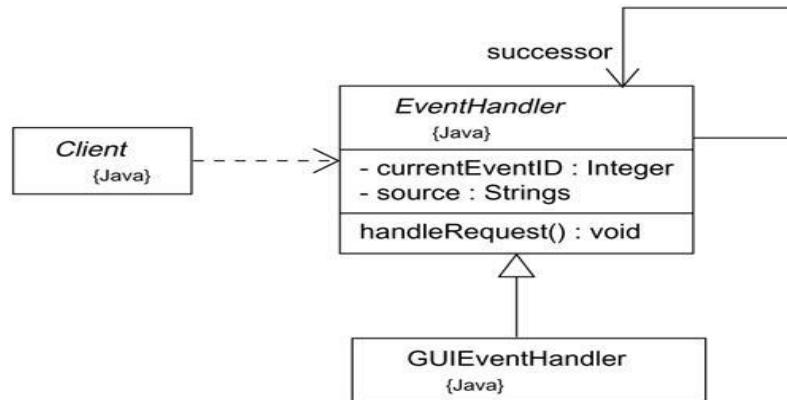 successor
EventHandler
{Java}
Client
{Java}
- currentEventID : Integer
- source : Strings
handleRequest() : void
GUIEventHandler
{Java}